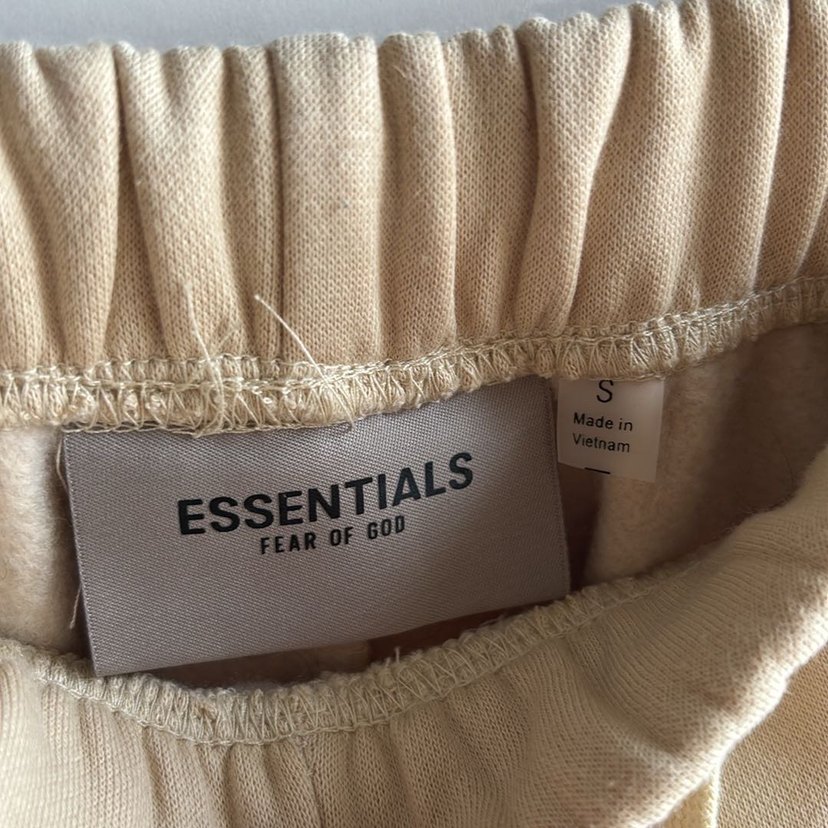 ESSENTIALS
FEAR OF GOD
S
Made in
Vietnam